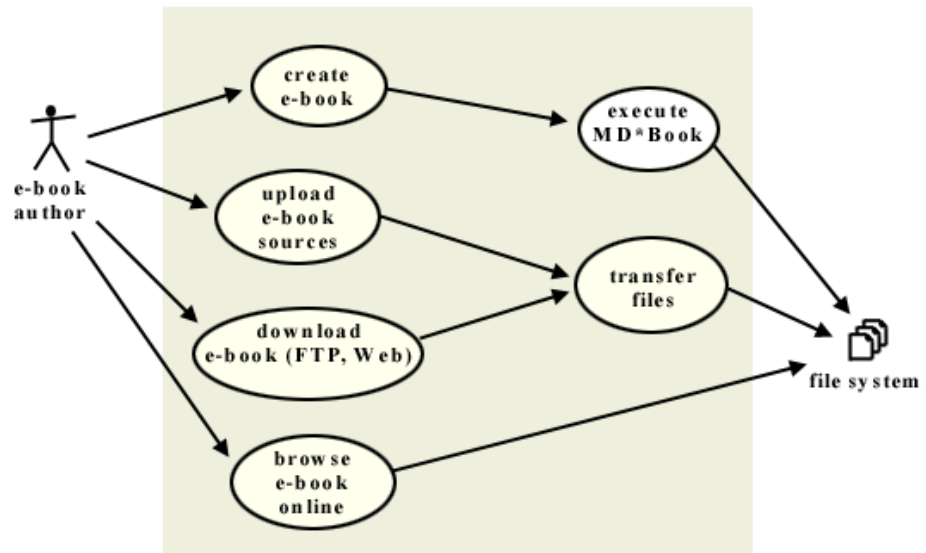 create
e-book
execute
MD*Book
e-book
author
upload
e-book
sources
transfer
files
download
e-book (FTP, Web)
file system
browse
e-book
online